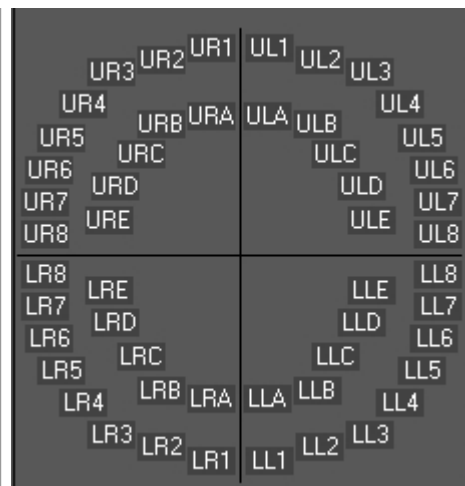 UR1 UL1
UR2 UL2
UR3 UL3
UR4 UL4
URB URA ULA ULB
UR5 UL5
URC ULC
UR6 UL6
URD ULD
UR7 UL7
URE ULE
UR8 UL8
LR8 LL8
LRE LLE
LR7 LL7
LRD LLD
LR6 LL6
LRC LLC
LR5 LL5
LRB LRA LLA LLB
LR4 LL4
LR3 LL3
LR2 LL2
LR1 LL1